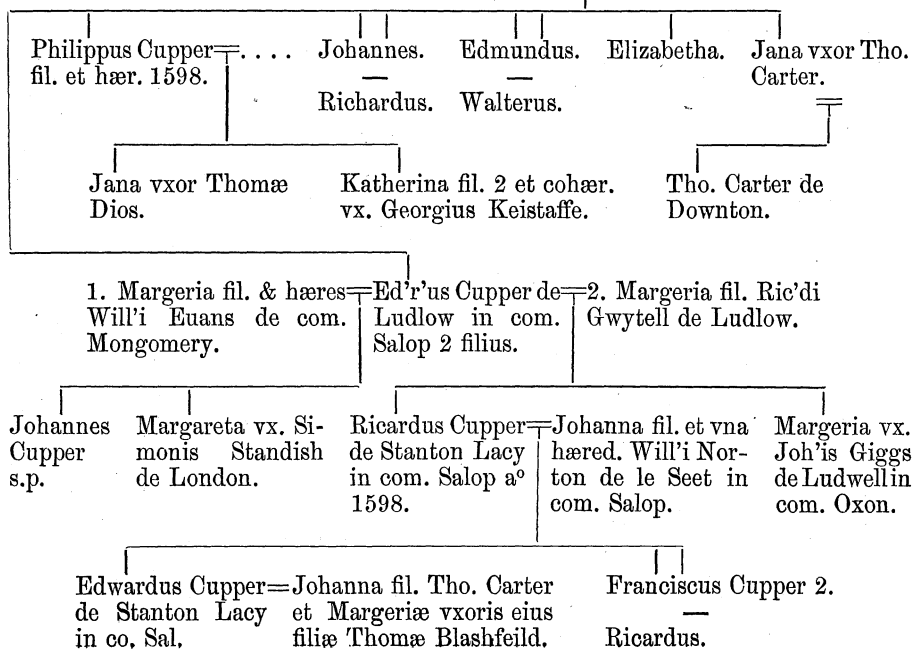 Philippus Cupper=.... Johannes. Edmundus. Elizabetha. Jana vxor Tho.
fil. et hær. 1598. — — Carter.
Richardus. Walterus.
Jana vxor Thomæ Katherina fil. 2 et cohær. Tho. Carter de
Dios. vx. Georgius Keistaffe. Downton.
1. Margeria fil. & hæres=Ed'r'us Cupper de=2. Margeria fil. Ric'di
Will'i Euans de com. Ludlow in com. Gwytell de Ludlow.
Mongomery. Salop 2 filius.
Johannes Margareta vx. Si- Ricardus Cupper=Johanna fil. et vna Margeria vx.
Cupper monis Standish de Stanton Lacy hæred. Will'i Nor- Joh'is Giggs
s.p. de London. in com. Salop aº ton de le Seet in de Ludwell in
1598. com. Salop. com. Oxon.
Edwardus Cupper=Johanna fil. Tho. Carter Franciscus Cupper 2.
de Stanton Lacy et Margeriæ vxoris eius —
in co. Sal. filiæ Thomæ Blashfeild. Ricardus.